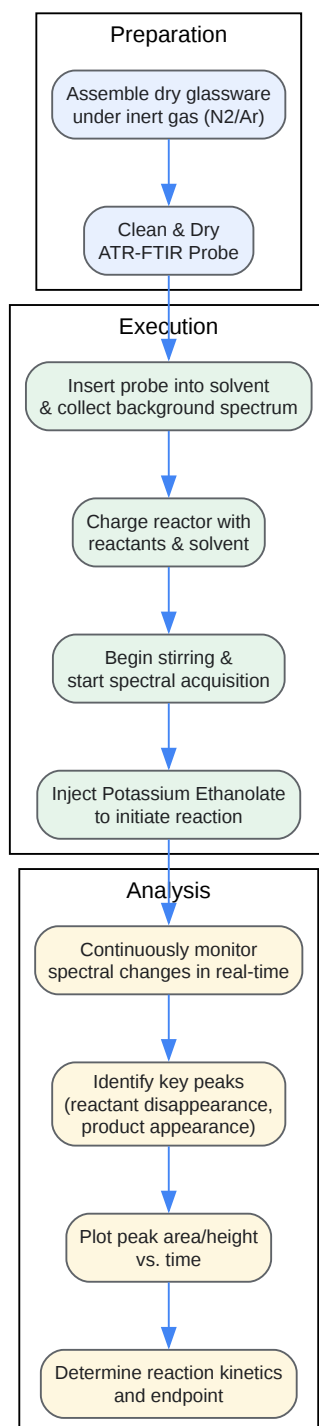 Preparation
Assemble dry glassware
under inert gas (N2/Ar)
Clean & Dry
ATR-FTIR Probe
Execution
Insert probe into solvent
& collect background spectrum
Charge reactor with
reactants & solvent
Begin stirring &
start spectral acquisition
Inject Potassium Ethanolate
to initiate reaction
Analysis
Continuously monitor
spectral changes in real-time
Identify key peaks
(reactant disappearance,
product appearance)
Plot peak area/height
vs. time
Determine reaction kinetics
and endpoint